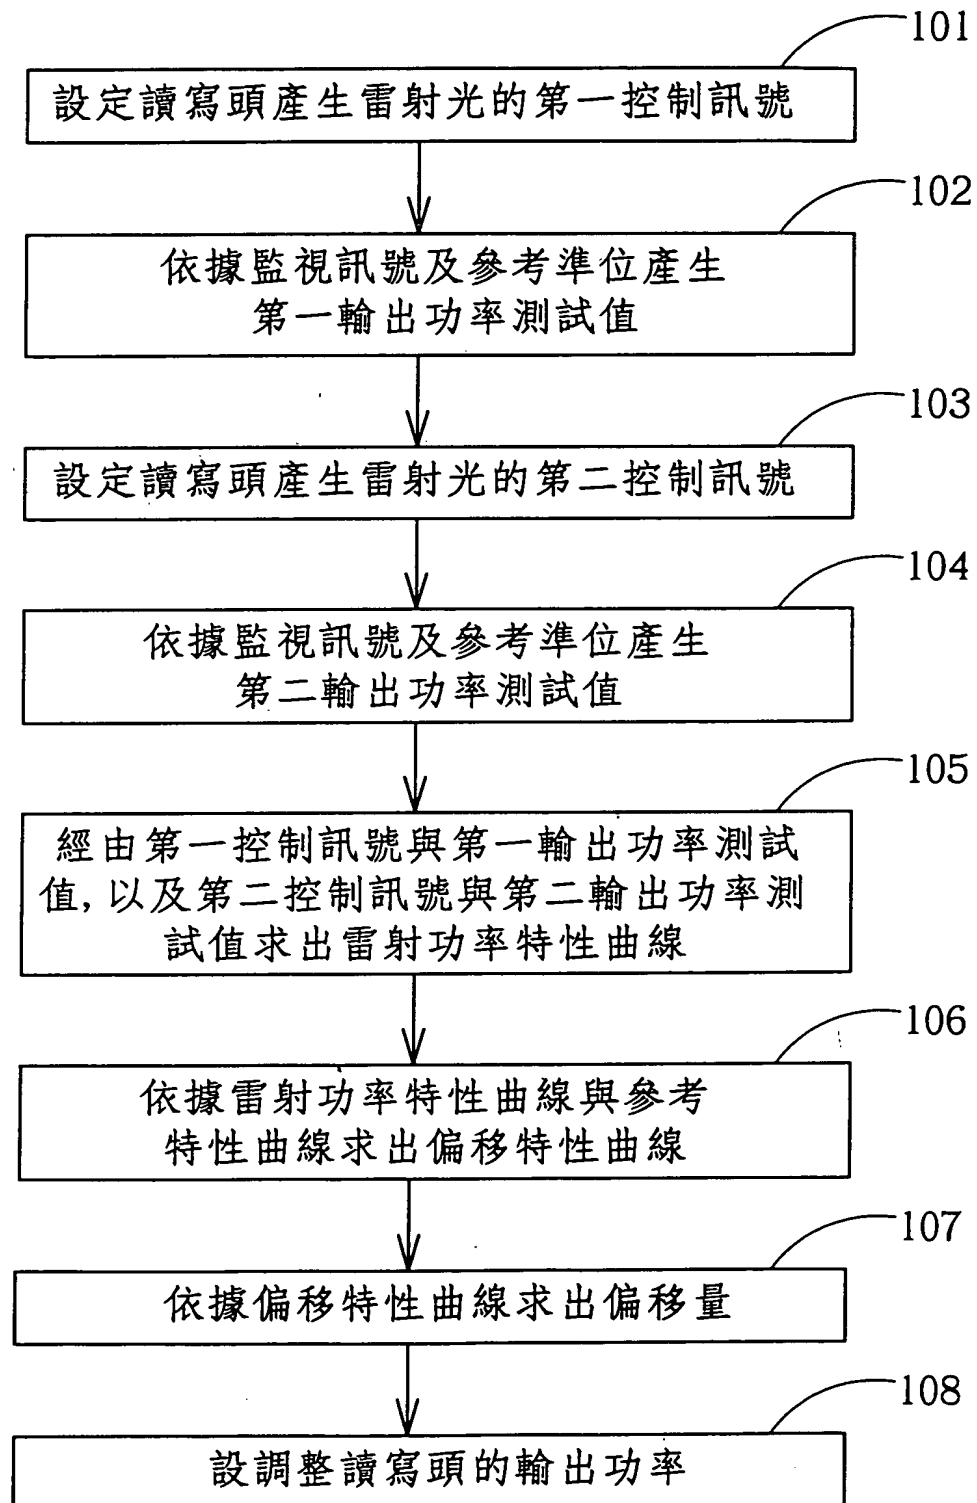 101
設定讀寫頭產生雷射光的第一控制訊號
102
依據監視訊號及參考準位產生
第一輸出功率測試值
103
設定讀寫頭產生雷射光的第二控制訊號
104
依據監視訊號及參考準位產生
第二輸出功率測試值
105
經由第一控制訊號與第一輸出功率測試
值, 以及第二控制訊號與第二輸出功率測
試值求出雷射功率特性曲線
106
依據雷射功率特性曲線與參考
特性曲線求出偏移特性曲線
107
依據偏移特性曲線求出偏移量
108
設調整讀寫頭的輸出功率